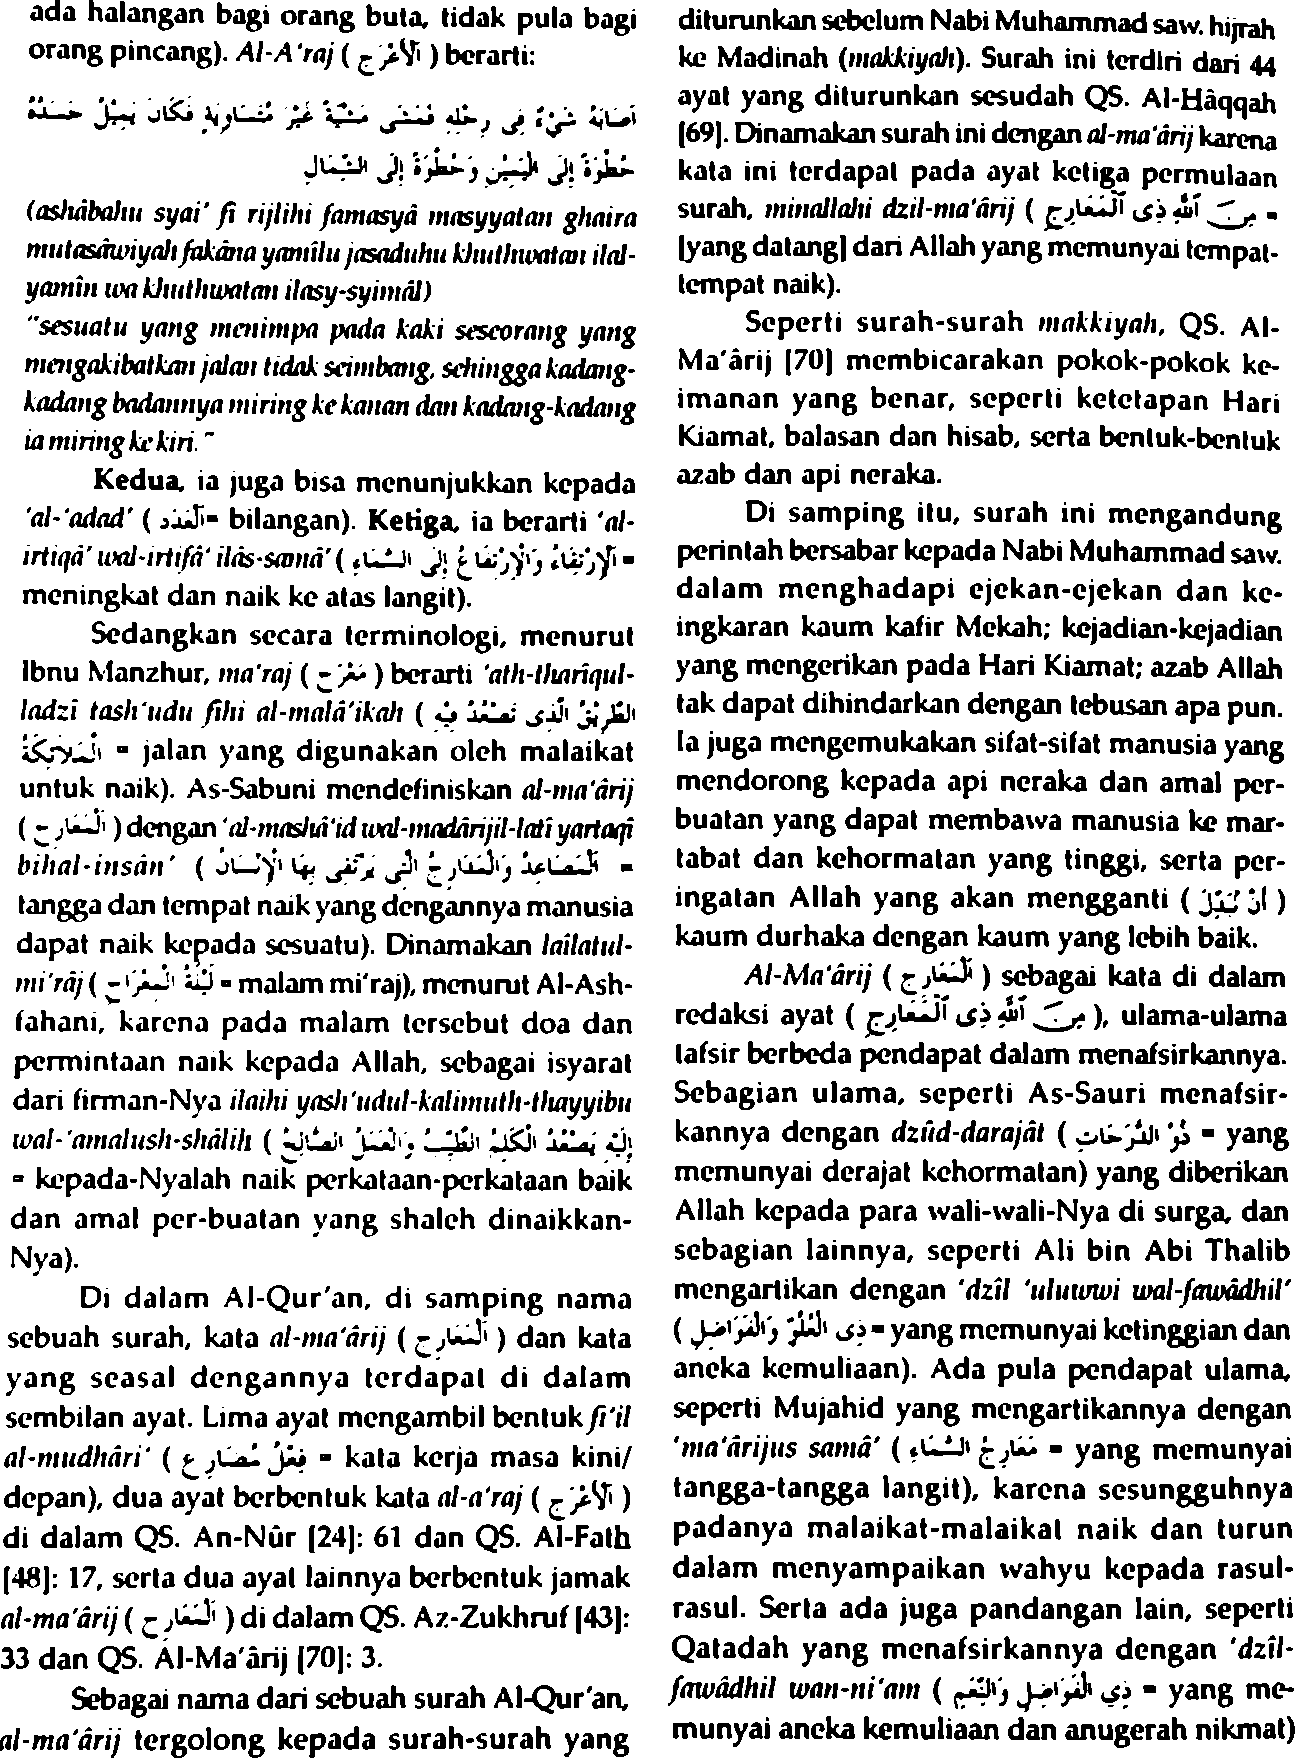 ada halangan bagi orang buta, tidak pula bagi
orang pincang). Al-A'raj ( اَلْأَعْرَج ) berarti:
أَصَابَهُ شَيْءٌ فِى رِجْلِهِ فَمَشَى مَشْيَةً غَيْرَ مُتَسَاوِيَةٍ فَكَانَ يَمِيْلُ جَسَدُهُ
خَطْوَةً إِلَى الْيَمِيْنِ وَخَطْوَةً إِلَى الشِّمَالِ
(ashâbahu syai' fî rijlihi famasyâ masyyatan ghaira
mutasâwiyah fakâna yamîlu jasaduhu khuthwatan ilal-
yamîn wa khuthwatan ilasy-syimâl)
"sesuatu yang menimpa pada kaki seseorang yang
mengakibatkan jalan tidak seimbang, sehingga kadang-
kadang badannya miring ke kanan dan kadang-kadang
ia miring ke kiri."
Kedua, ia juga bisa menunjukkan kepada
'al-'adad' ( اَلْعَدَد = bilangan). Ketiga, ia berarti 'al-
irtiqâ' wal-irtifâ' ilâs-samâ' ( اَلْإِرْتِقَاءُ وَالْإِرْتِفَاعُ إِلَى السَّمَاءِ =
meningkat dan naik ke atas langit).
Sedangkan secara terminologi, menurut
Ibnu Manzhur, ma'raj ( مَعْرَج ) berarti 'ath-tharîqul-
ladzî tash'udu fîhi al-malâ'ikah ( الطَّرِيْقُ الَّذِى تَصْعَدُ فِيْهِ
الْمَلَائِكَةُ = jalan yang digunakan oleh malaikat
untuk naik). As-Sabuni mendefiniskan al-ma'ârij
( الْمَعَارِج ) dengan 'al-mashâ'id wal-madârijil-latî yartaqî
bihal-insân' ( اَلْمَصَاعِدُ وَالْمَدَارِجُ الَّتِى يَرْتَقِى بِهَا الْإِنْسَانُ =
tangga dan tempat naik yang dengannya manusia
dapat naik kepada sesuatu). Dinamakan lailatul-
mi'râj ( لَيْلَةُ الْمِعْرَاج = malam mi'raj), menurut Al-Ash-
fahani, karena pada malam tersebut doa dan
permintaan naik kepada Allah, sebagai isyarat
dari firman-Nya ilaihi yash'udul-kalimuth-thayyibu
wal-'amalush-shâlih ( إِلَيْهِ يَصْعَدُ الْكَلِمُ الطَّيِّبُ وَالْعَمَلُ الصَّالِحُ
= kepada-Nyalah naik perkataan-perkataan baik
dan amal per-buatan yang shaleh dinaikkan-
Nya).
Di dalam Al-Qur'an, di samping nama
sebuah surah, kata al-ma'ârij ( اَلْمَعَارِج ) dan kata
yang seasal dengannya terdapat di dalam
sembilan ayat. Lima ayat mengambil bentuk fi'il
al-mudhâri' ( فِعْلٌ مُضَارِع = kata kerja masa kini/
depan), dua ayat berbentuk kata al-a'raj ( اَلْأَعْرَج )
di dalam QS. An-Nûr [24]: 61 dan QS. Al-Fath
[48]: 17, serta dua ayat lainnya berbentuk jamak
al-ma'ârij ( اَلْمَعَارِج ) di dalam QS. Az-Zukhruf [43]:
33 dan QS. Al-Ma'ârij [70]: 3.
Sebagai nama dari sebuah surah Al-Qur'an,
al-ma'ârij tergolong kepada surah-surah yang
diturunkan sebelum Nabi Muhammad saw. hijrah
ke Madinah (makkiyah). Surah ini terdiri dari 44
ayat yang diturunkan sesudah QS. Al-Hâqqah
[69]. Dinamakan surah ini dengan al-ma'ârij karena
kata ini terdapat pada ayat ketiga permulaan
surah, minallahi dzil-ma'ârij ( مِنَ ٱللَّهِ ذِى ٱلْمَعَارِجِ =
[yang datang] dari Allah yang memunyai tempat-
tempat naik).
Seperti surah-surah makkiyah, QS. Al-
Ma'ârij [70] membicarakan pokok-pokok ke-
imanan yang benar, seperti ketetapan Hari
Kiamat, balasan dan hisab, serta bentuk-bentuk
azab dan api neraka.
Di samping itu, surah ini mengandung
perintah bersabar kepada Nabi Muhammad saw.
dalam menghadapi ejekan-ejekan dan ke-
ingkaran kaum kafir Mekah; kejadian-kejadian
yang mengerikan pada Hari Kiamat; azab Allah
tak dapat dihindarkan dengan tebusan apa pun.
Ia juga mengemukakan sifat-sifat manusia yang
mendorong kepada api neraka dan amal per-
buatan yang dapat membawa manusia ke mar-
tabat dan kehormatan yang tinggi, serta per-
ingatan Allah yang akan mengganti ( اَنْ نُبَدِّلَ )
kaum durhaka dengan kaum yang lebih baik.
Al-Ma'ârij ( اَلْمَعَارِج ) sebagai kata di dalam
redaksi ayat ( مِنَ ٱللَّهِ ذِى ٱلْمَعَارِجِ ), ulama-ulama
tafsir berbeda pendapat dalam menafsirkannya.
Sebagian ulama, seperti As-Sauri menafsir-
kannya dengan dzûd-darajât ( ذُوْ الدَّرَجَاتِ = yang
memunyai derajat kehormatan) yang diberikan
Allah kepada para wali-wali-Nya di surga, dan
sebagian lainnya, seperti Ali bin Abi Thalib
mengartikan dengan 'dzîl 'uluwwi wal-fawâdhil'
( ذِى الْعُلُوِّ وَالْفَوَاضِلِ = yang memunyai ketinggian dan
aneka kemuliaan). Ada pula pendapat ulama,
seperti Mujahid yang mengartikannya dengan
'ma'ârijus samâ' ( مَعَارِجُ السَّمَاءِ = yang memunyai
tangga-tangga langit), karena sesungguhnya
padanya malaikat-malaikat naik dan turun
dalam menyampaikan wahyu kepada rasul-
rasul. Serta ada juga pandangan lain, seperti
Qatadah yang menafsirkannya dengan 'dzîl-
fawâdhil wan-ni'am ( ذِي الْفَوَاضِلِ وَالنِّعَمِ = yang me-
munyai aneka kemuliaan dan anugerah nikmat)